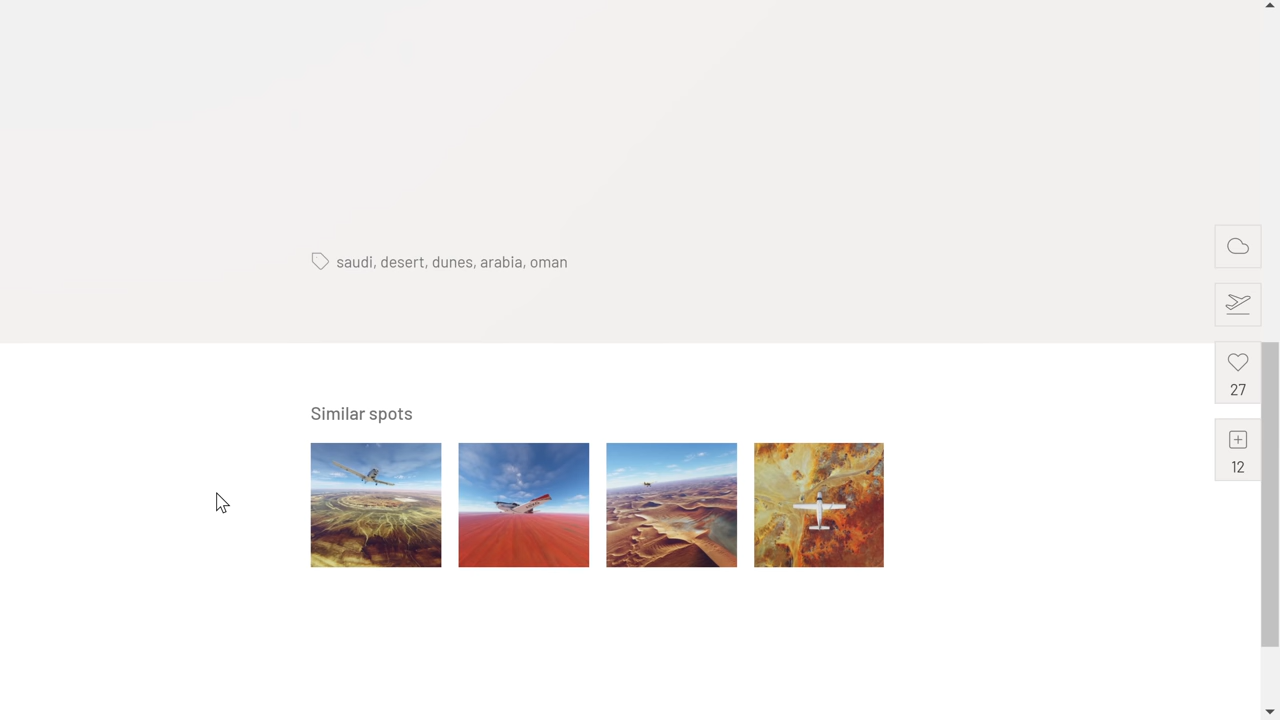 saudi, desert, dunes, arabia, oman
27
Similar spots
12